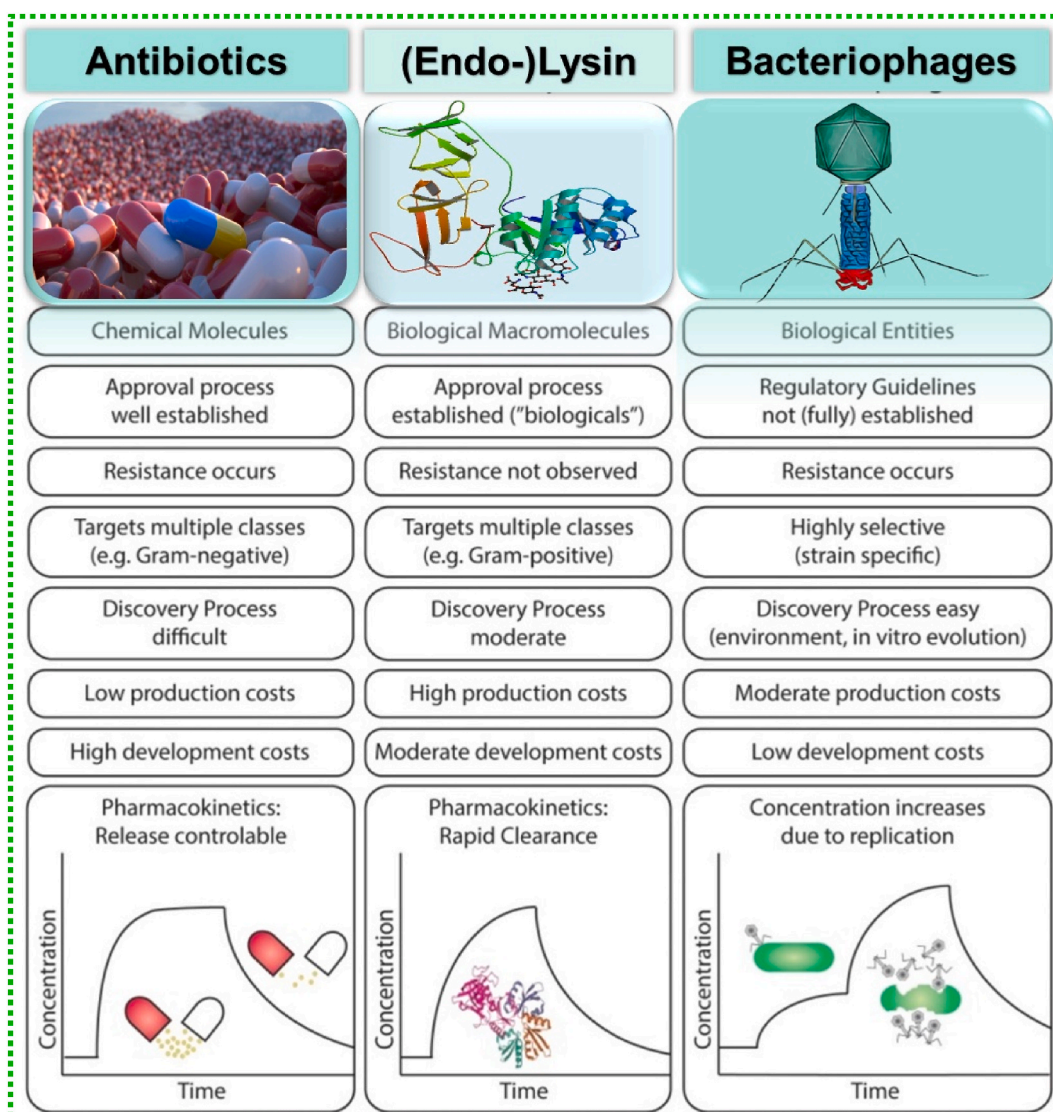 Antibiotics
(Endo-)Lysin
Bacteriophages
Chemical Molecules
Biological Macromolecules
Biological Entities
Approval process
well established
Approval process
established ("biologicals")
Regulatory Guidelines
not (fully) established
Resistance occurs
Resistance not observed
Resistance occurs
Targets multiple classes
(e.g. Gram-negative)
Targets multiple classes
(e.g. Gram-positive)
Highly selective
(strain specific)
Discovery Process
difficult
Discovery Process
moderate
Discovery Process easy
(environment, in vitro evolution)
Low production costs
High production costs
Moderate production costs
High development costs
Moderate development costs
Low development costs
Pharmacokinetics:
Release controlable
Concentration
Time
Pharmacokinetics:
Rapid Clearance
Concentration
Time
Concentration increases
due to replication
Concentration
Time